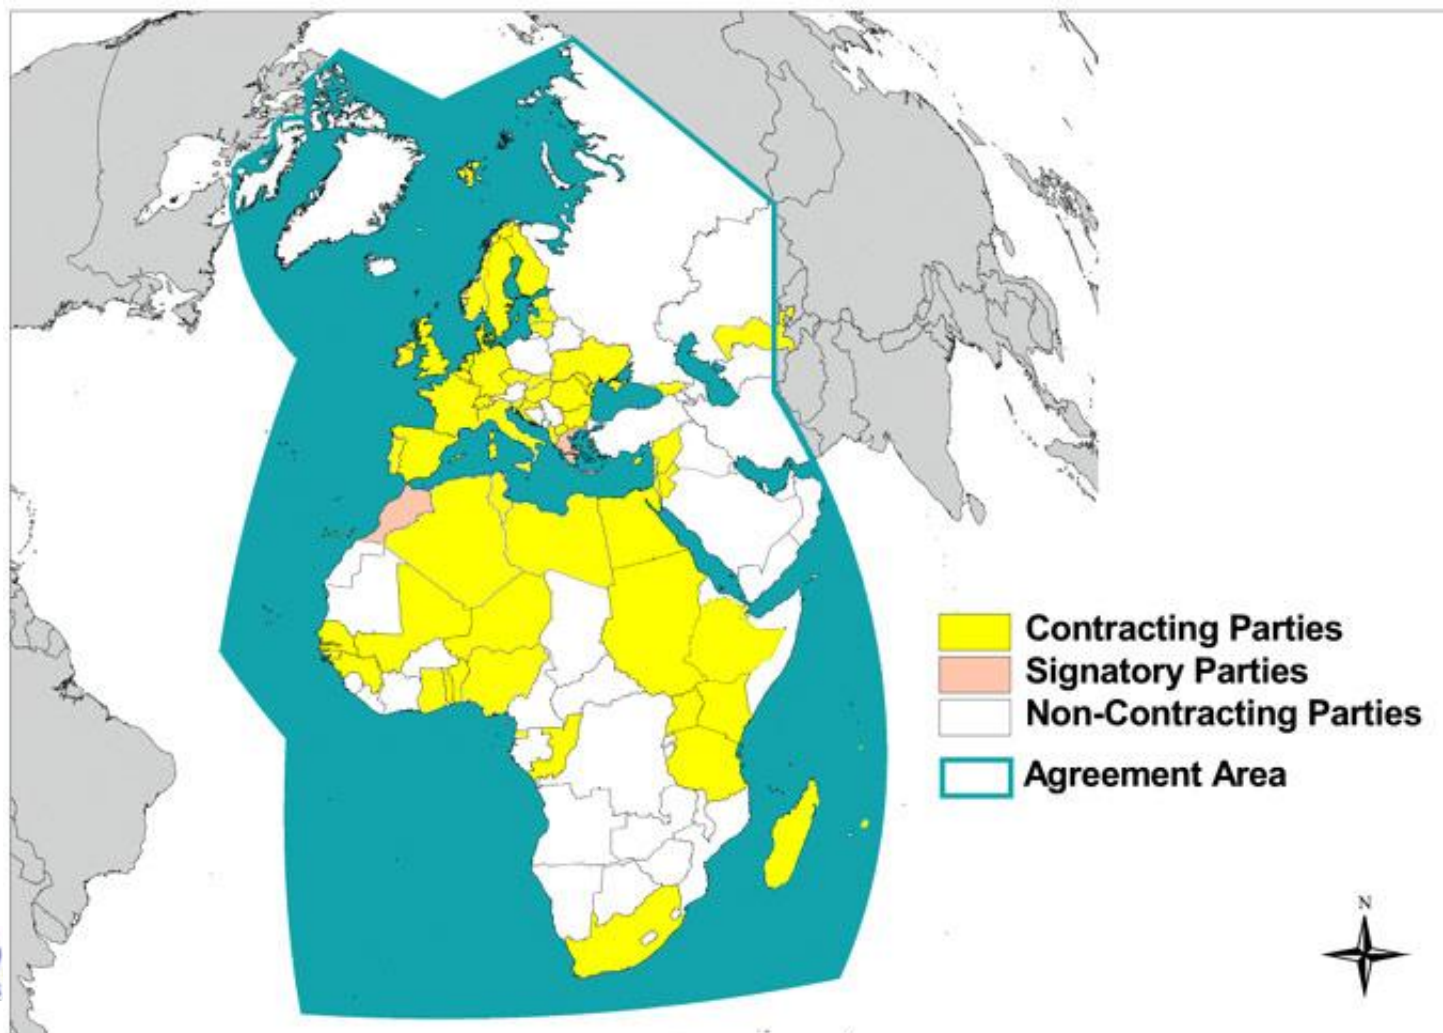 Contracting Parties
Signatory Parties
Non-Contracting Parties
Agreement Area
N